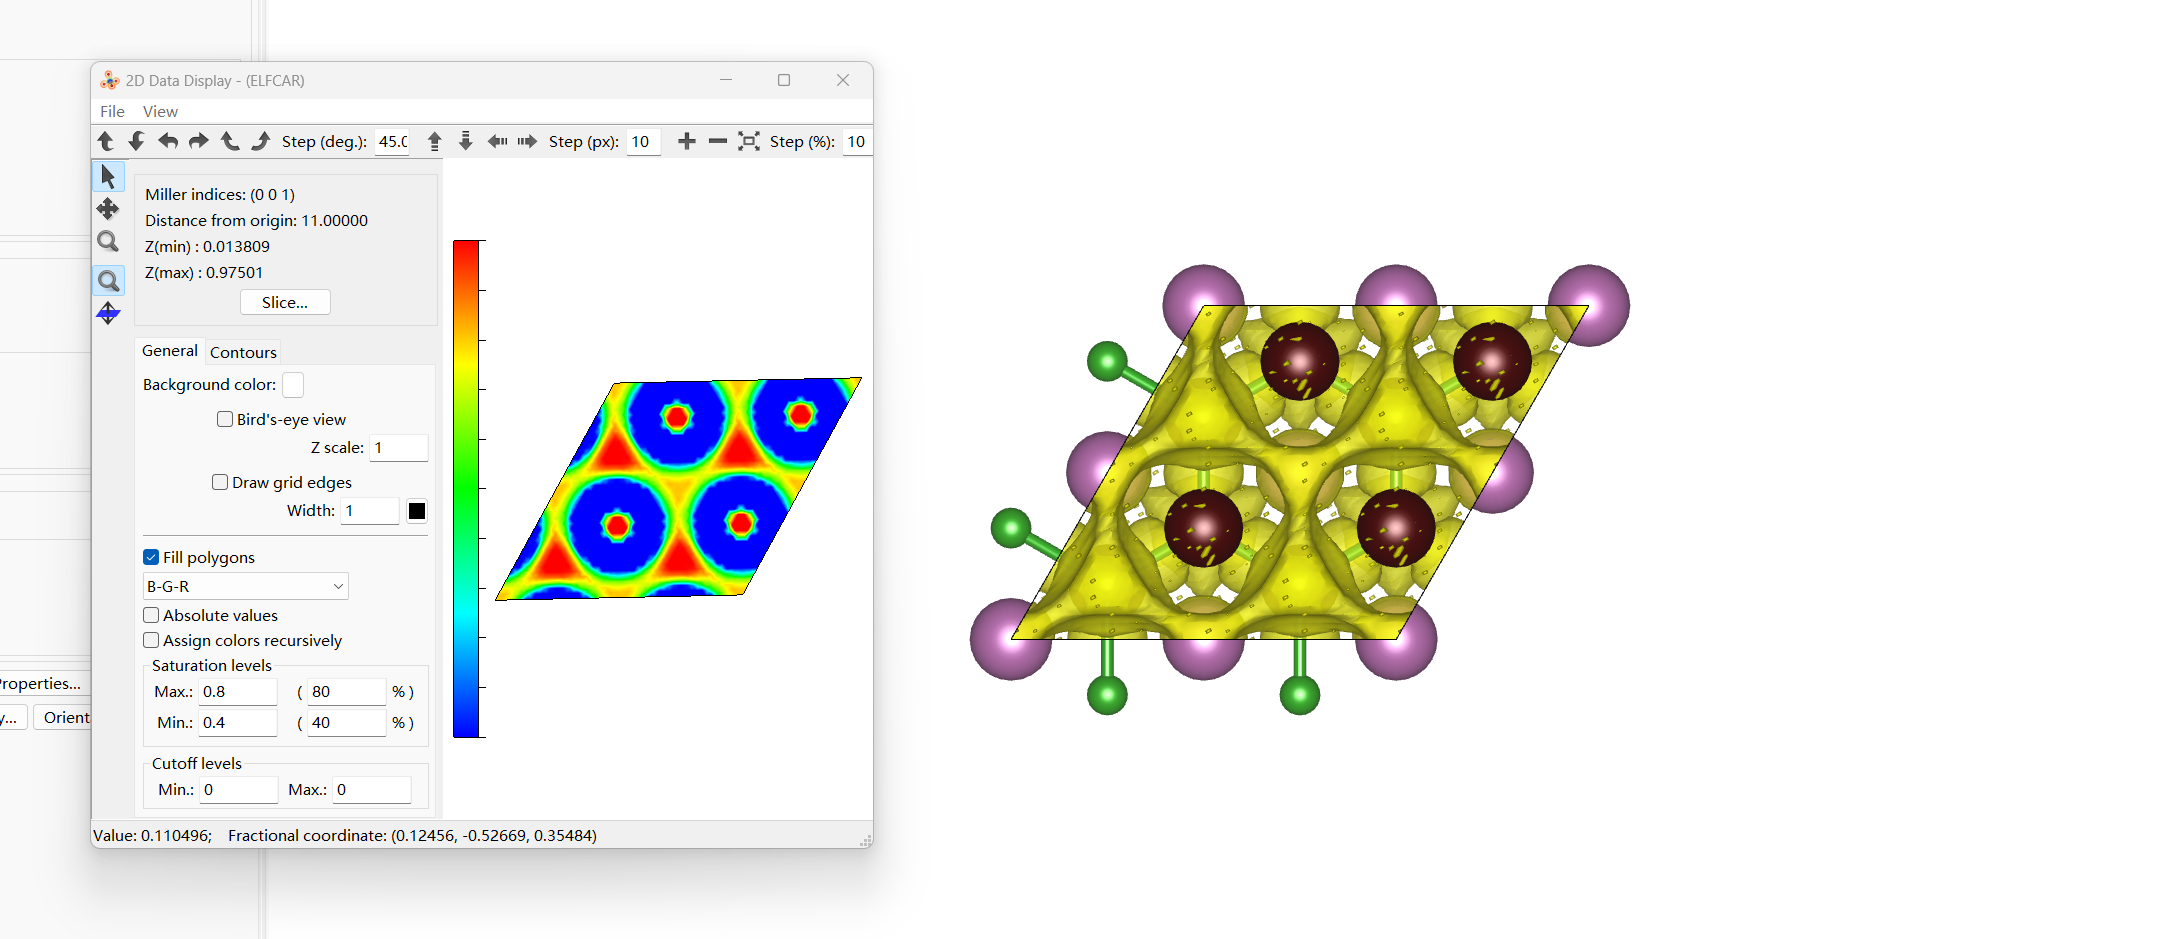 2D Data Display - (ELFCAR)
File View
Step (deg.): 45.0 Step (px): 10 Step (%): 10
Miller indices: (0 0 1)
Distance from origin: 11.00000
Z(min) : 0.013809
Z(max) : 0.97501
Slice...
General Contours
Background color:
Bird's-eye view
Z scale: 1
Draw grid edges
Width: 1
Fill polygons
B-G-R
Absolute values
Assign colors recursively
Saturation levels
Max.: 0.8 ( 80 % )
Min.: 0.4 ( 40 % )
Cutoff levels
Min.: 0 Max.: 0
Value: 0.110496; Fractional coordinate: (0.12456, -0.52669, 0.35484)
Properties...
y... Orient